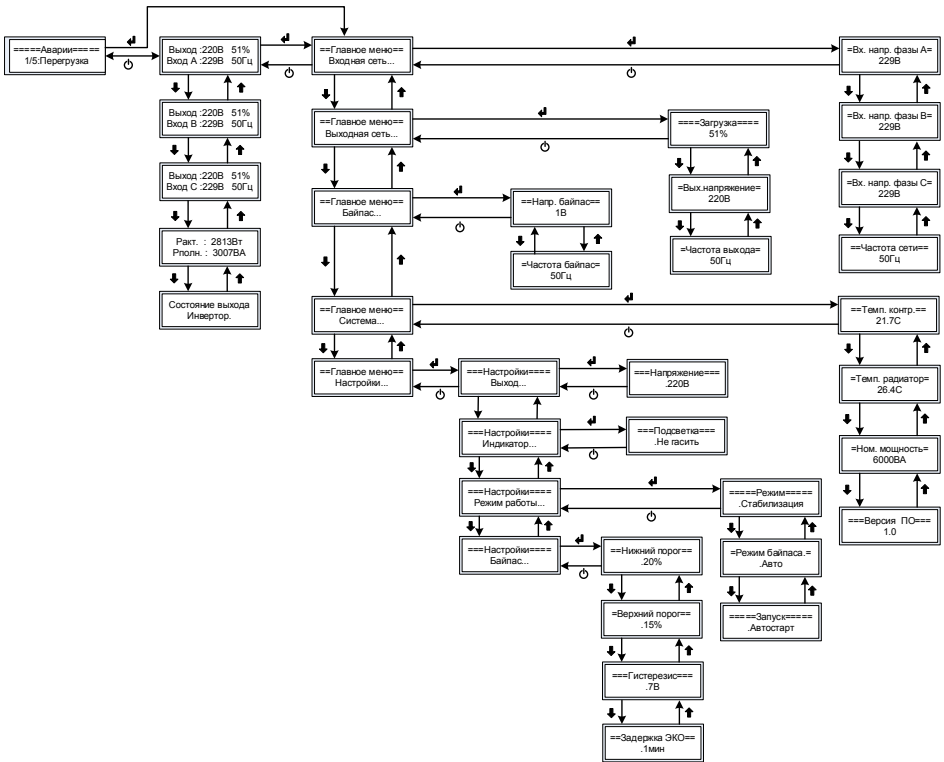 =====Аварии=====
1/5:Перегрузка
Выход :220В 51%
Вход А :229В 50Гц
Выход :220В 51%
Вход В :229В 50Гц
Выход :220В 51%
Вход С :229В 50Гц
Ракт. : 2813Вт
Рполн. : 3007ВА
Состояние выхода
Инвертор.
==Главное меню==
Входная сеть...
==Главное меню==
Выходная сеть...
==Главное меню==
Байпас...
==Главное меню==
Система...
==Главное меню==
Настройки...
=Вх. напр. фазы А=
229В
=Вх. напр. фазы В=
229В
=Вх. напр. фазы С=
229В
==Частота сети==
50Гц
====Загрузка====
51%
=Вых.напряжение=
220В
=Частота выхода=
50Гц
==Напр. байпас==
1В
=Частота байпас=
50Гц
==Темп. контр.==
21.7С
=Темп. радиатор=
26.4С
=Ном. мощность=
6000ВА
===Версия ПО===
1.0
===Настройки====
Выход...
===Настройки====
Индикатор...
===Настройки====
Режим работы...
===Настройки====
Байпас...
===Напряжение===
.220В
===Подсветка===
.Не гасить
=====Режим=====
.Стабилизация
=Режим байпаса.=
.Авто
=====Запуск=====
.Автостарт
==Нижний порог==
.20%
=Верхний порог==
.15%
===Гистерезис===
.7В
==Задержка ЭКО==
.1мин